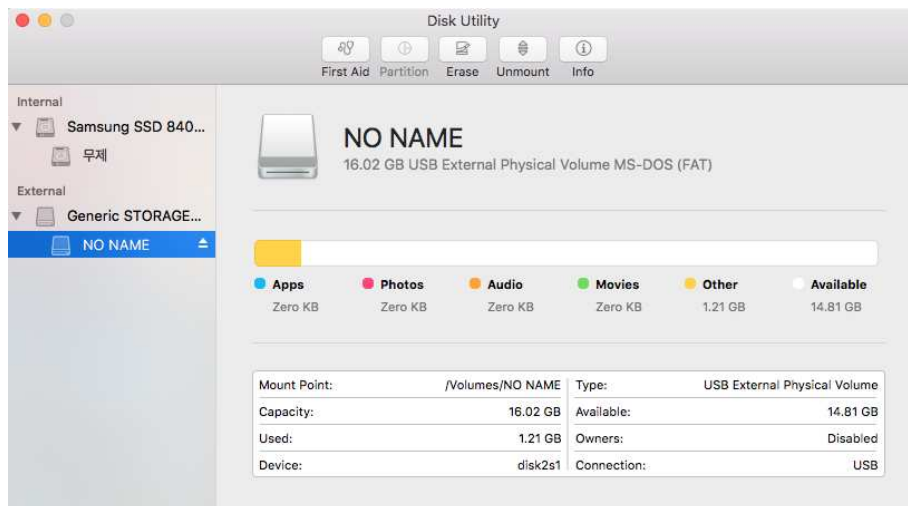 Disk Utility
First Aid Partition Erase Unmount Info
Internal
Samsung SSD 840...
무제
External
Generic STORAGE...
NO NAME
NO NAME
16.02 GB USB External Physical Volume MS-DOS (FAT)
Apps Photos Audio Movies Other Available
Zero KB Zero KB Zero KB Zero KB 1.21 GB 14.81 GB
Mount Point: /Volumes/NO NAME Type: USB External Physical Volume
Capacity: 16.02 GB Available: 14.81 GB
Used: 1.21 GB Owners: Disabled
Device: disk2s1 Connection: USB